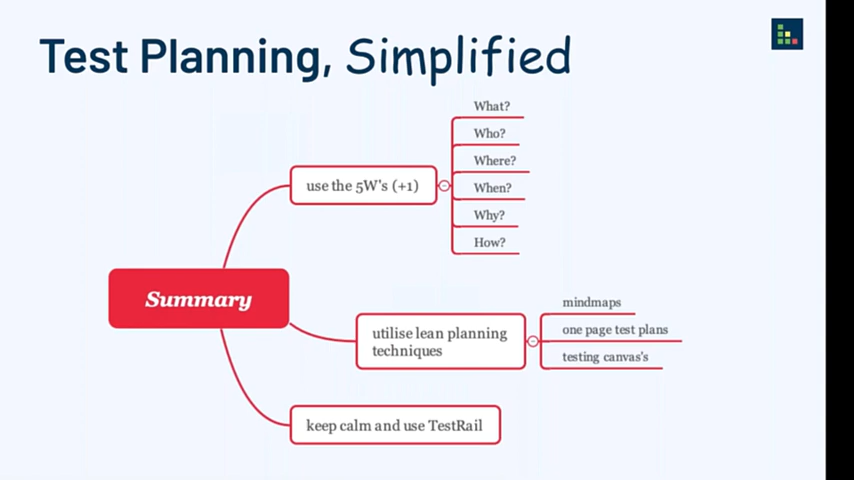 Test Planning, Simplified
What?
Who?
Where?
When?
Why?
How?
use the 5W's (+1)
Summary
mindmaps
one page test plans
testing canvas's
utilise lean planning
techniques
keep calm and use TestRail